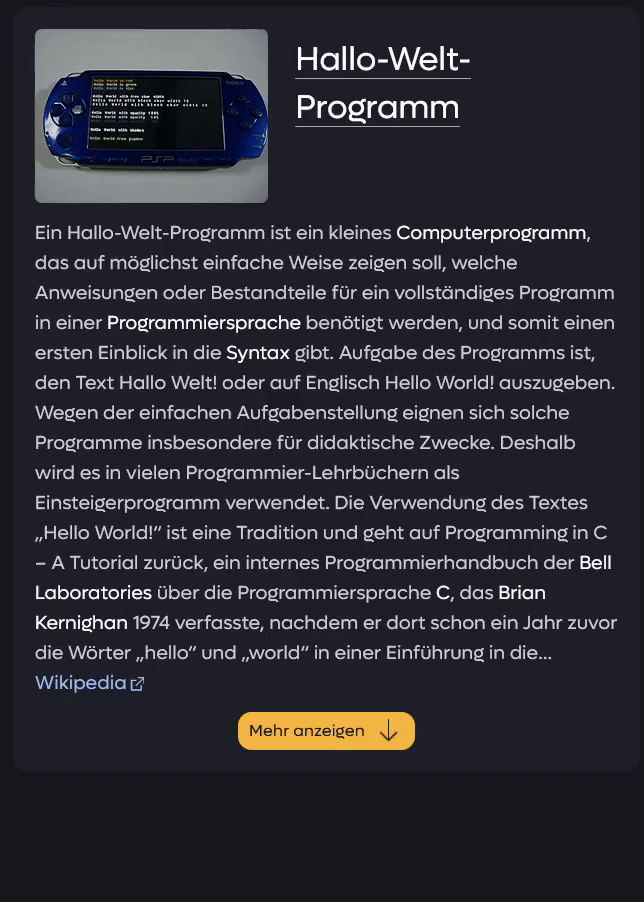 Hallo-Welt-
Programm
SONY
PSP
Ein Hallo-Welt-Programm ist ein kleines Computerprogramm,
das auf möglichst einfache Weise zeigen soll, welche
Anweisungen oder Bestandteile für ein vollständiges Programm
in einer Programmiersprache benötigt werden, und somit einen
ersten Einblick in die Syntax gibt. Aufgabe des Programms ist,
den Text Hallo Welt! oder auf Englisch Hello World! auszugeben.
Wegen der einfachen Aufgabenstellung eignen sich solche
Programme insbesondere für didaktische Zwecke. Deshalb
wird es in vielen Programmier-Lehrbüchern als
Einsteigerprogramm verwendet. Die Verwendung des Textes
„Hello World!“ ist eine Tradition und geht auf Programming in C
– A Tutorial zurück, ein internes Programmierhandbuch der Bell
Laboratories über die Programmiersprache C, das Brian
Kernighan 1974 verfasste, nachdem er dort schon ein Jahr zuvor
die Wörter „hello“ und „world“ in einer Einführung in die...
Wikipedia
Mehr anzeigen